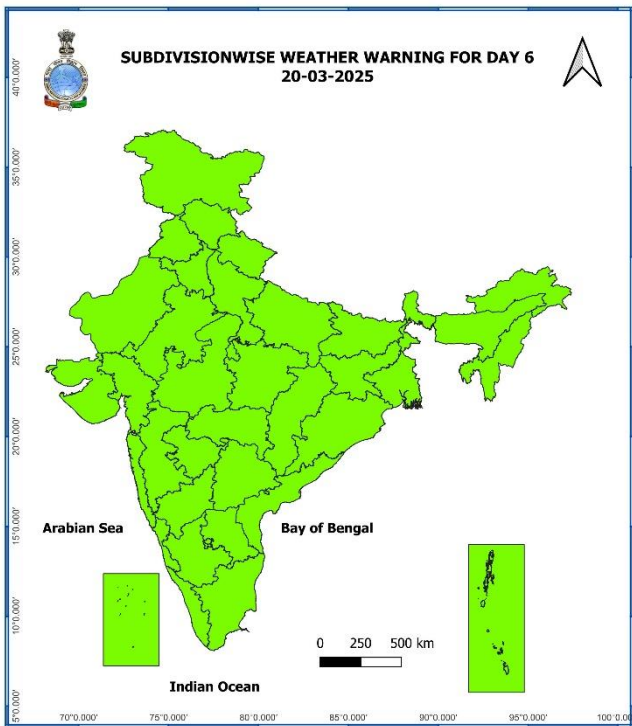 SUBDIVISIONWISE WEATHER WARNING FOR DAY 6
20-03-2025
40°0.000'
35°0.000'
30°0.000'
25°0.000'
20°0.000'
15°0.000'
10°0.000'
5°0.000'
Arabian Sea
Bay of Bengal
0 250 500 km
Indian Ocean
70°0.000' 75°0.000' 80°0.000' 85°0.000' 90°0.000' 95°0.000' 100°0.0